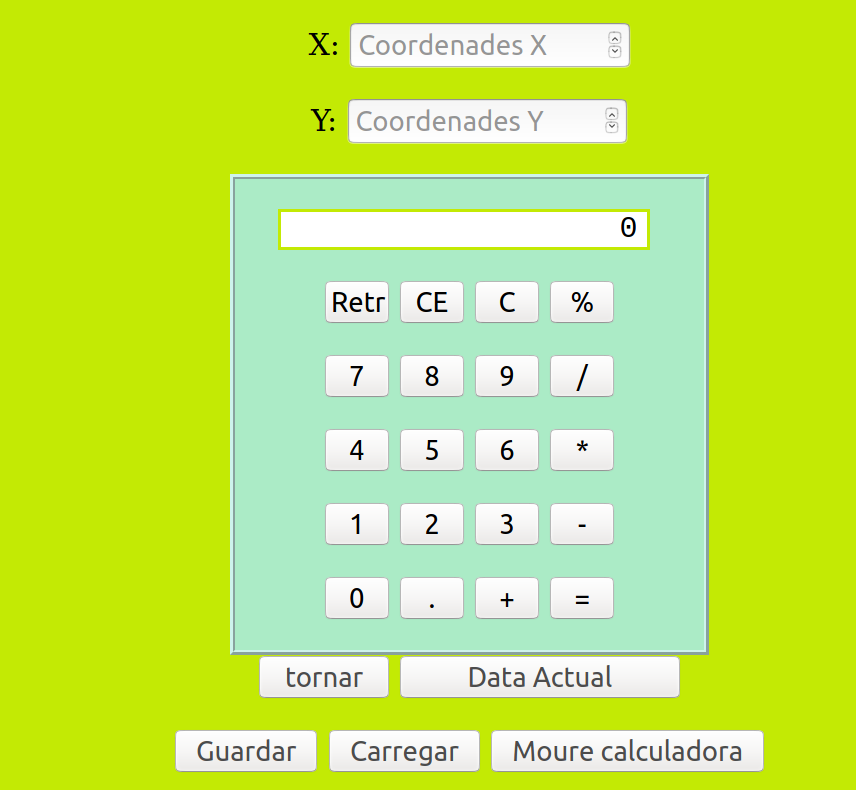 X: Coordenades X
Y: Coordenades Y
0
Retr CE C %
7 8 9 /
4 5 6 *
1 2 3 -
0 . + =
tornar Data Actual
Guardar Carregar Moure calculadora